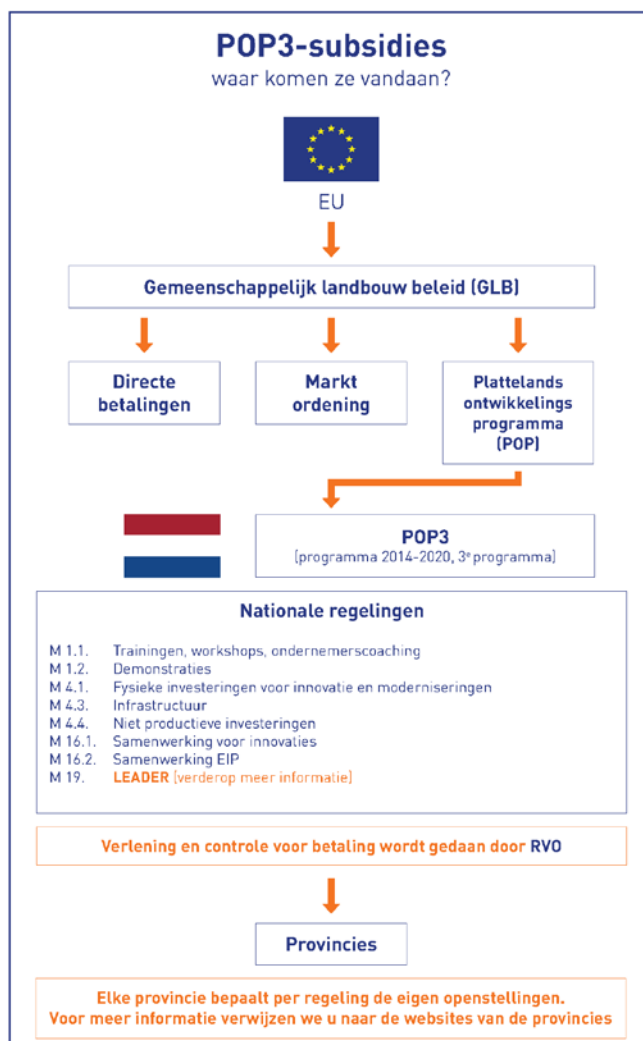 POP3-subsidies
waar komen ze vandaan?
EU
Gemeenschappelijk landbouw beleid (GLB)
Directe
betalingen
Markt
ordening
Plattelands
ontwikkelings
programma
(POP)
POP3
(programma 2014-2020, 3e programma)
Nationale regelingen
M 1.1. Trainingen, workshops, ondernemerscoaching
M 1.2. Demonstraties
M 4.1. Fysieke investeringen voor innovatie en moderniseringen
M 4.3. Infrastructuur
M 4.4. Niet productieve investeringen
M 16.1. Samenwerking voor innovaties
M 16.2. Samenwerking EIP
M 19. LEADER (verderop meer informatie)
Verlening en controle voor betaling wordt gedaan door RVO
Provincies
Elke provincie bepaalt per regeling de eigen openstellingen.
Voor meer informatie verwijzen we u naar de websites van de provincies